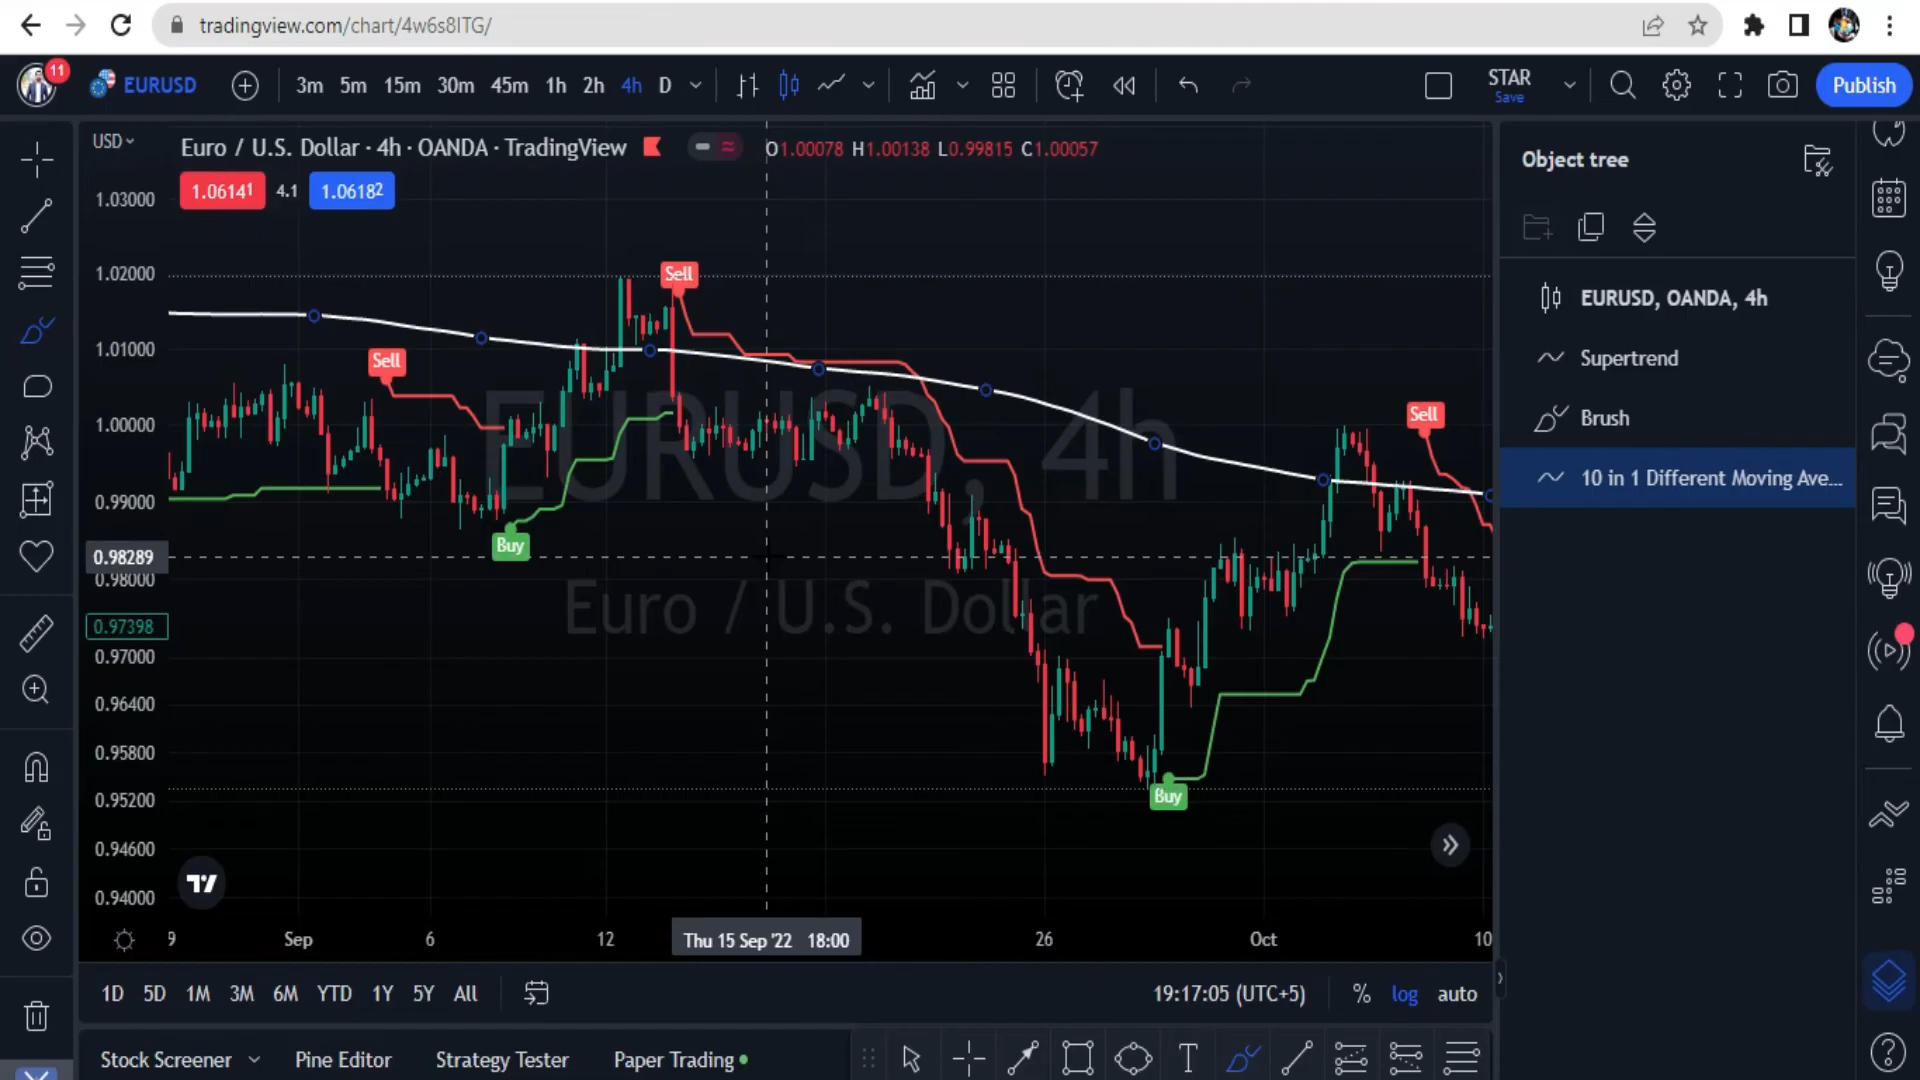 tradingview.com/chart/4w6s8ITG/
11
EURUSD
3m 5m 15m 30m 45m 1h 2h 4h D
STAR
Save
Publish
USD
Euro / U.S. Dollar · 4h · OANDA · TradingView
O1.00078 H1.00138 L0.99815 C1.00057
1.06141 4.1 1.06182
1.03000
1.02000
1.01000
1.00000
0.99000
0.98289
0.98000
0.97398
0.97000
0.96400
0.95800
0.95200
0.94600
0.94000
EURUSD, 4h
Euro / U.S. Dollar
Sell
Sell
Sell
Buy
Buy
9 Sep 6 12 Thu 15 Sep '22 18:00 26 Oct 10
1D 5D 1M 3M 6M YTD 1Y 5Y All
19:17:05 (UTC+5) % log auto
Stock Screener Pine Editor Strategy Tester Paper Trading
Object tree
EURUSD, OANDA, 4h
Supertrend
Brush
10 in 1 Different Moving Ave...